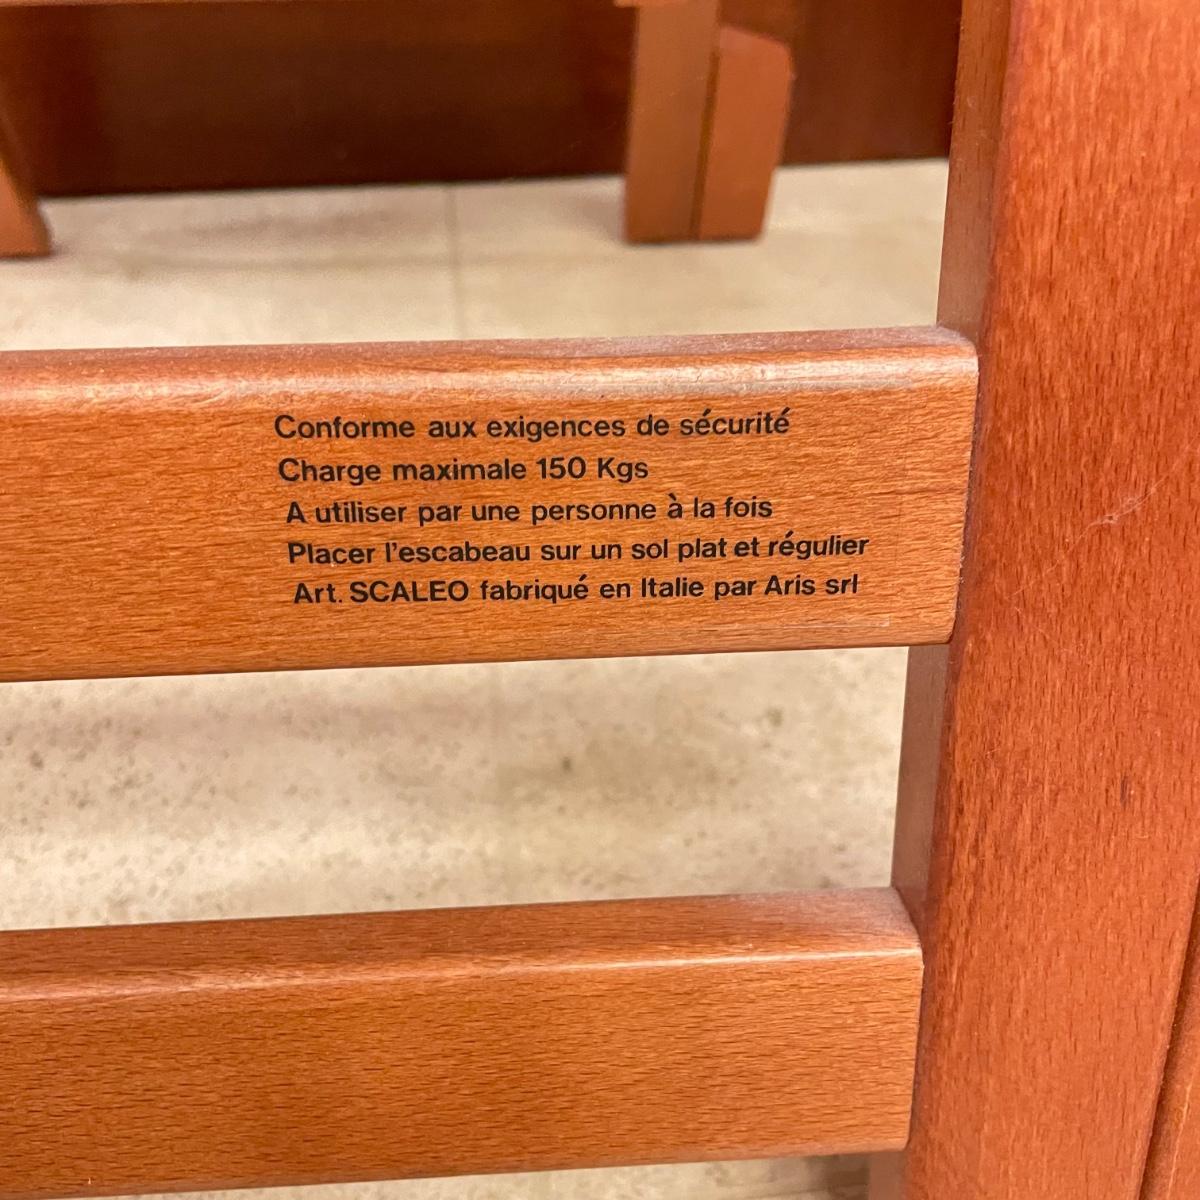 Conforme aux exigences de sécurité
Charge maximale 150 Kgs
A utiliser par une personne à la fois
Placer l'escabeau sur un sol plat et régulier
Art. SCALEO fabriqué en Italie par Aris srl